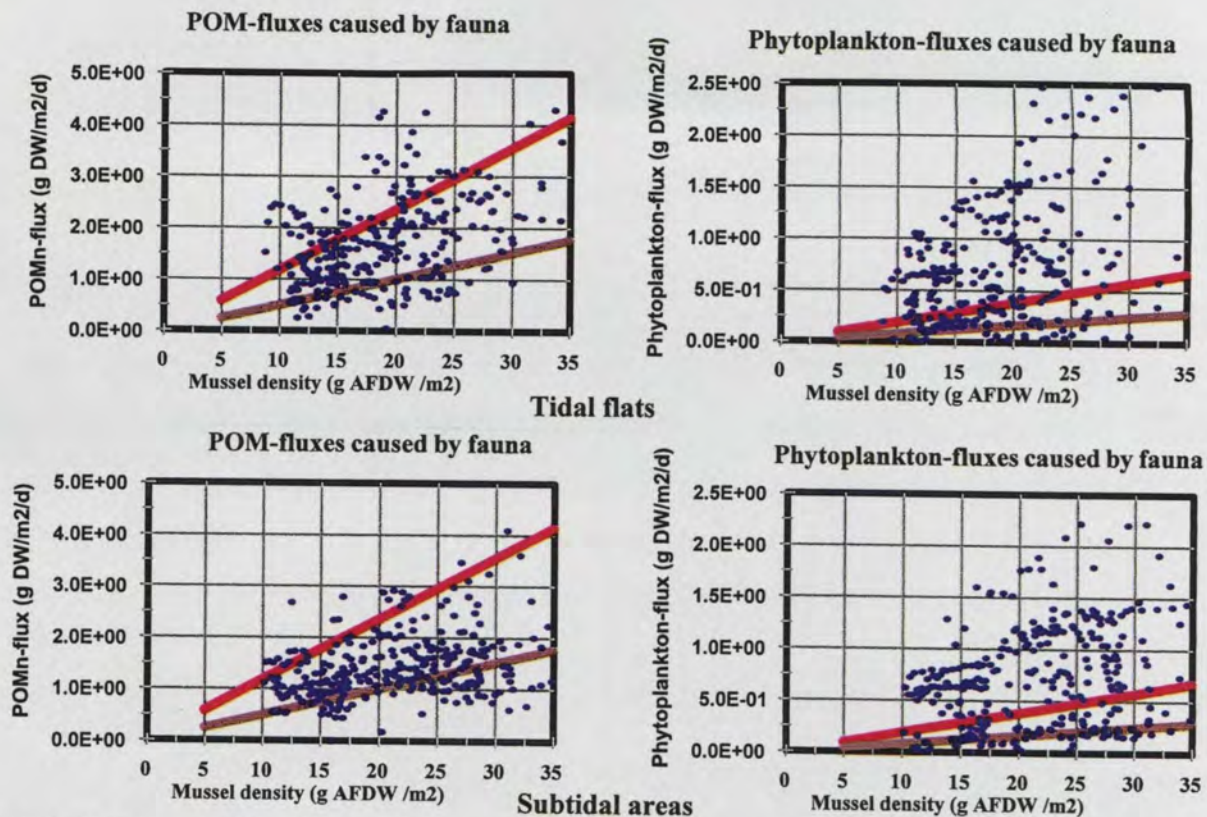 POM-fluxes caused by fauna
POMn-flux (g DW/m2/d)
5.0E+00
4.0E+00
3.0E+00
2.0E+00
1.0E+00
0.0E+00
0 5 10 15 20 25 30 35
Mussel density (g AFDW /m2)
Phytoplankton-fluxes caused by fauna
Phytoplankton-flux (g DW/m2/d)
2.5E+00
2.0E+00
1.5E+00
1.0E+00
5.0E-01
0.0E+00
0 5 10 15 20 25 30 35
Mussel density (g AFDW /m2)
Tidal flats
POM-fluxes caused by fauna
POMn-flux (g DW/m2/d)
5.0E+00
4.0E+00
3.0E+00
2.0E+00
1.0E+00
0.0E+00
0 5 10 15 20 25 30 35
Mussel density (g AFDW /m2)
Phytoplankton-fluxes caused by fauna
Phytoplankton-flux (g DW/m2/d)
2.5E+00
2.0E+00
1.5E+00
1.0E+00
5.0E-01
0.0E+00
0 5 10 15 20 25 30 35
Mussel density (g AFDW /m2)
Subtidal areas